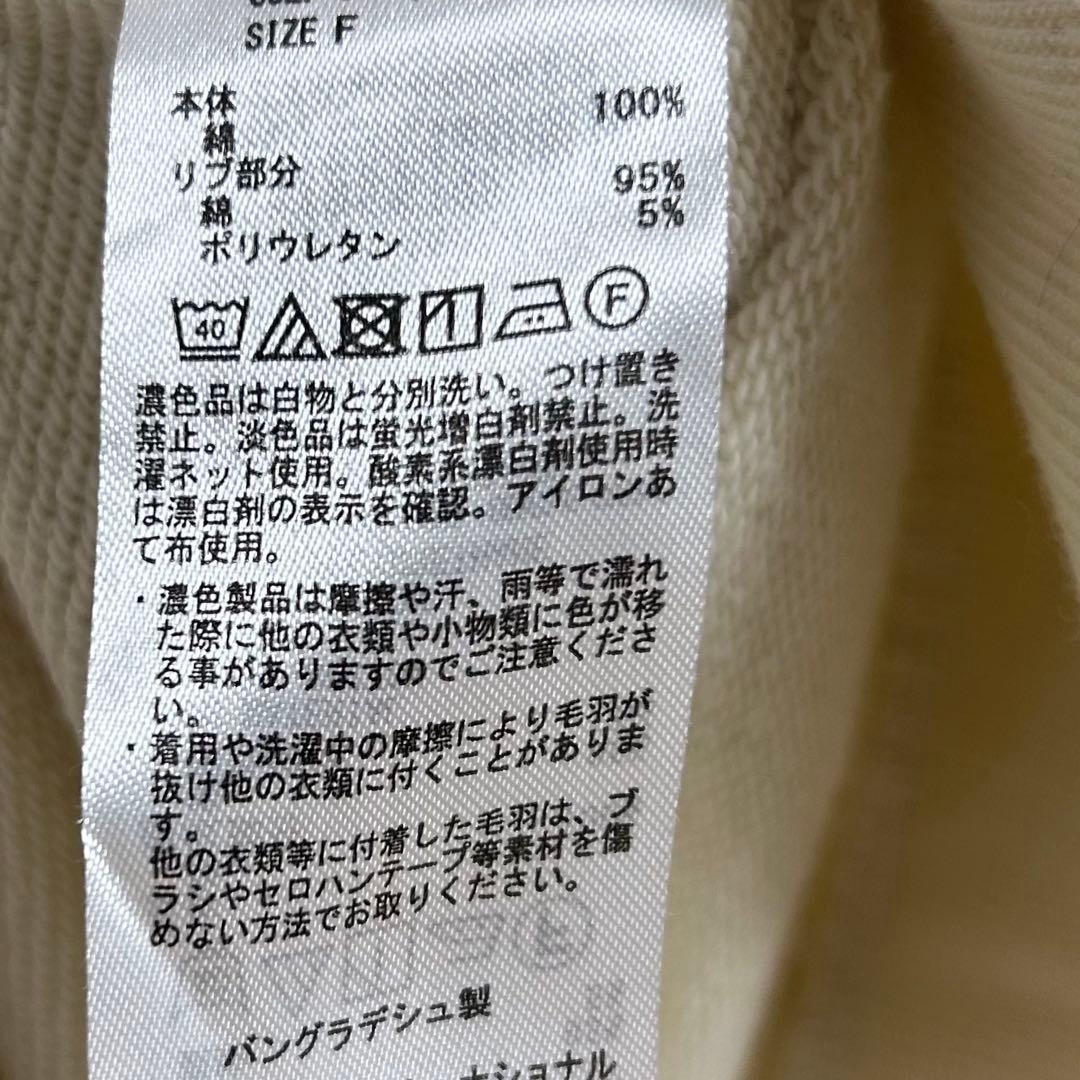 SIZE F
本体
綿 100%
リブ部分
綿 95%
ポリウレタン 5%
40 F
濃色品は白物と分別洗い。つけ置き
禁止。淡色品は蛍光増白剤禁止。洗
濯ネット使用。酸素系漂白剤使用時
は漂白剤の表示を確認。アイロンあ
て布使用。
・濃色製品は摩擦や汗、雨等で濡れ
た際に他の衣類や小物類に色が移
る事がありますのでご注意くださ
い。
・着用や洗濯中の摩擦により毛羽が
抜け他の衣類に付くことがありま
す。
他の衣類等に付着した毛羽は、ブ
ラシやセロハンテープ等素材を傷
めない方法でお取りください。
バングラデシュ製
ナショナル